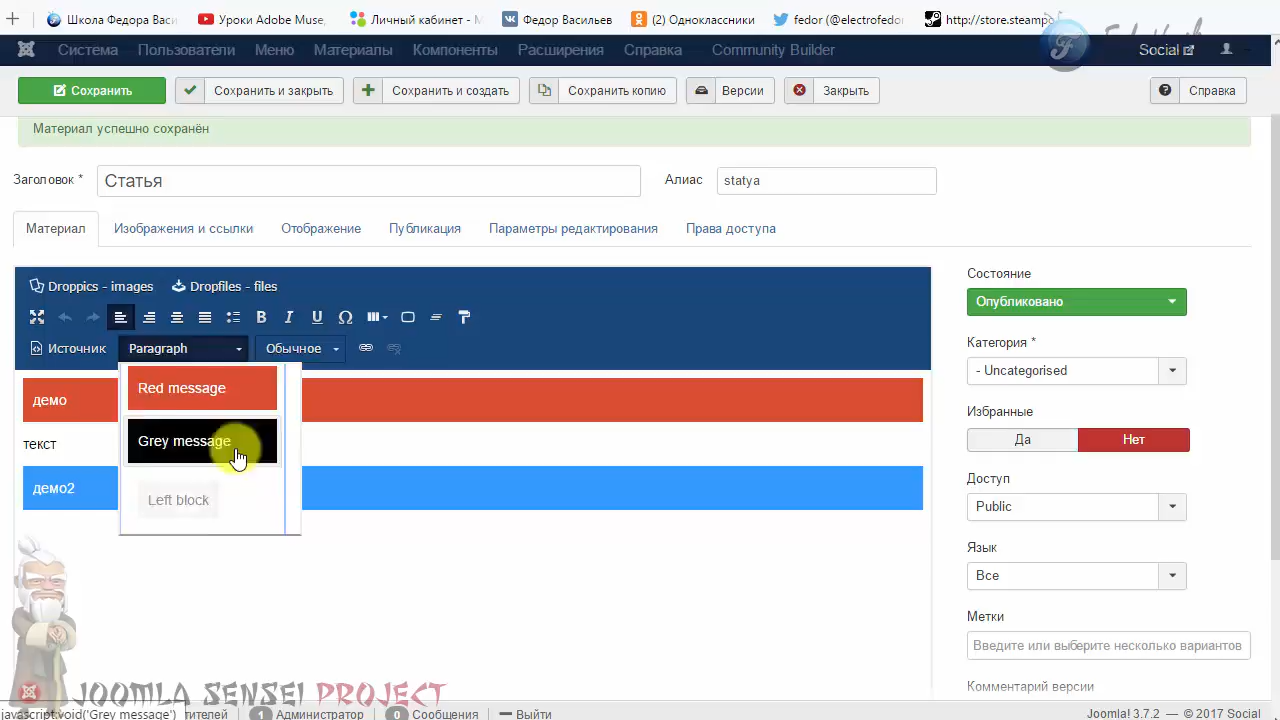 Школа Федора Васи
Уроки Adobe Muse,
Личный кабинет - М
Федор Васильев
(2) Одноклассники
fedor (@electrofedor
http://store.steampo
Система Пользователи Меню Материалы Компоненты Расширения Справка Community Builder Social
Сохранить Сохранить и закрыть Сохранить и создать Сохранить копию Версии Закрыть Справка
Материал успешно сохранён
Заголовок * Статья Алиас statya
Материал Изображения и ссылки Отображение Публикация Параметры редактирования Права доступа
Droppics - images Dropfiles - files
Источник Paragraph Обычное
Red message
Grey message
Left block
демо
текст
демо2
Состояние
Опубликовано
Категория *
- Uncategorised
Избранные
Да Нет
Доступ
Public
Язык
Все
Метки
Введите или выберите несколько вариантов
Комментарий версии
JOOMLA SENSEI PROJECT
javascript:void('Grey message') тителей 1 Администратор 0 Сообщения Выйти
Joomla! 3.7.2 — © 2017 Social